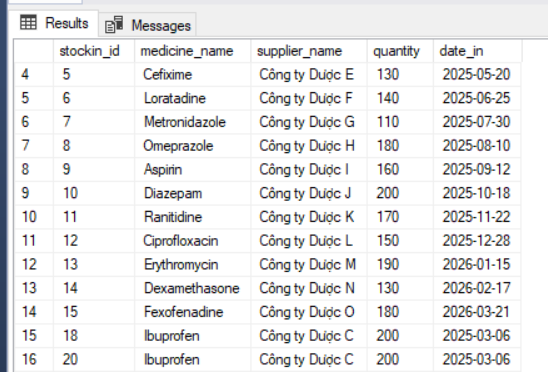 Results Messages
stockin_id medicine_name supplier_name quantity date_in
4 5 Cefixime Công ty Dược E 130 2025-05-20
5 6 Loratadine Công ty Dược F 140 2025-06-25
6 7 Metronidazole Công ty Dược G 110 2025-07-30
7 8 Omeprazole Công ty Dược H 180 2025-08-10
8 9 Aspirin Công ty Dược I 160 2025-09-12
9 10 Diazepam Công ty Dược J 200 2025-10-18
10 11 Ranitidine Công ty Dược K 170 2025-11-22
11 12 Ciprofloxacin Công ty Dược L 150 2025-12-28
12 13 Erythromycin Công ty Dược M 190 2026-01-15
13 14 Dexamethasone Công ty Dược N 130 2026-02-17
14 15 Fexofenadine Công ty Dược O 180 2026-03-21
15 18 Ibuprofen Công ty Dược C 200 2025-03-06
16 20 Ibuprofen Công ty Dược C 200 2025-03-06